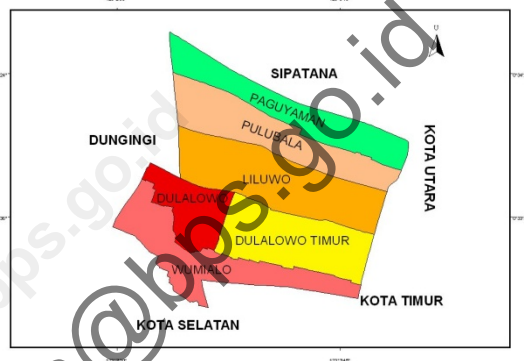 U
SIPATANA
PAGUYAMAN
DUNGINGI
PULUBALA
KOTA UTARA
LILUWO
DULALOWO
DULALOWO TIMUR
WUMIALO
KOTA TIMUR
KOTA SELATAN
@bps.go.id
bps.go.id